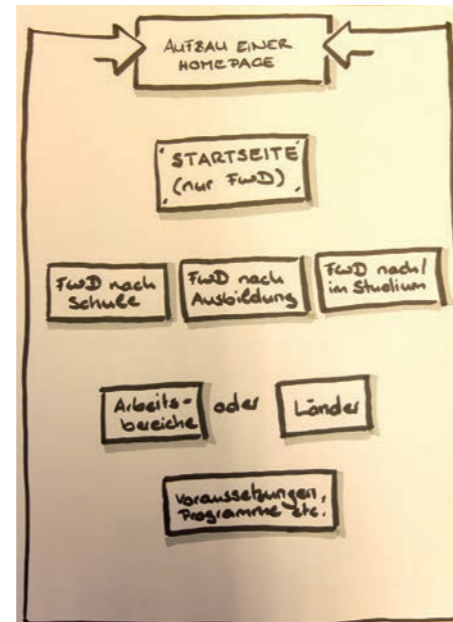 AUFBAU EINER
HOMEPAGE
STARTSEITE
(nur FwD)
FwD nach
Schule
FwD nach
Ausbildung
FwD nach/
im Studium
Arbeits-
bereiche
oder
Länder
Voraussetzungen,
Programme etc.